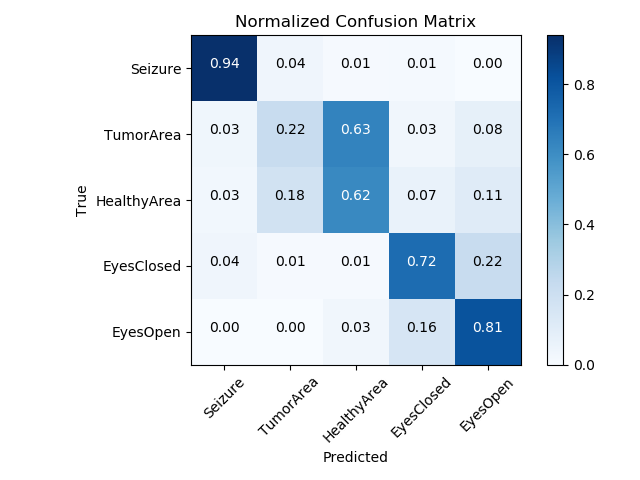 Normalized Confusion Matrix
Seizure 0.94 0.04 0.01 0.01 0.00
TumorArea 0.03 0.22 0.63 0.03 0.08
HealthyArea 0.03 0.18 0.62 0.07 0.11
EyesClosed 0.04 0.01 0.01 0.72 0.22
EyesOpen 0.00 0.00 0.03 0.16 0.81
True
Seizure TumorArea HealthyArea EyesClosed EyesOpen
Predicted
0.8
0.6
0.4
0.2
0.0